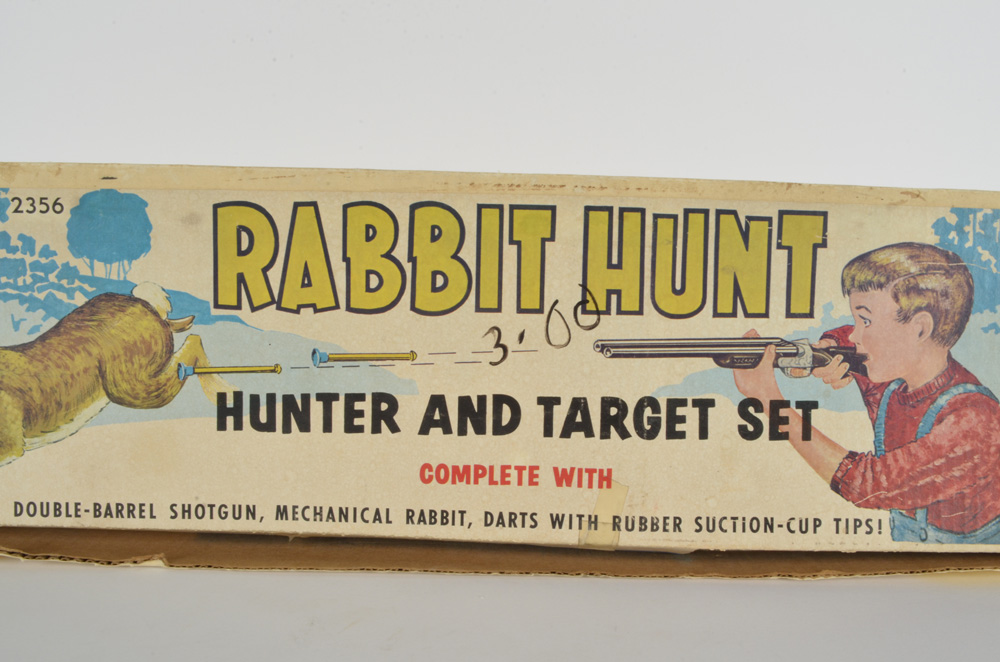 2356
RABBIT HUNT
3.00
HUNTER AND TARGET SET
COMPLETE WITH
DOUBLE-BARREL SHOTGUN, MECHANICAL RABBIT, DARTS WITH RUBBER SUCTION-CUP TIPS!